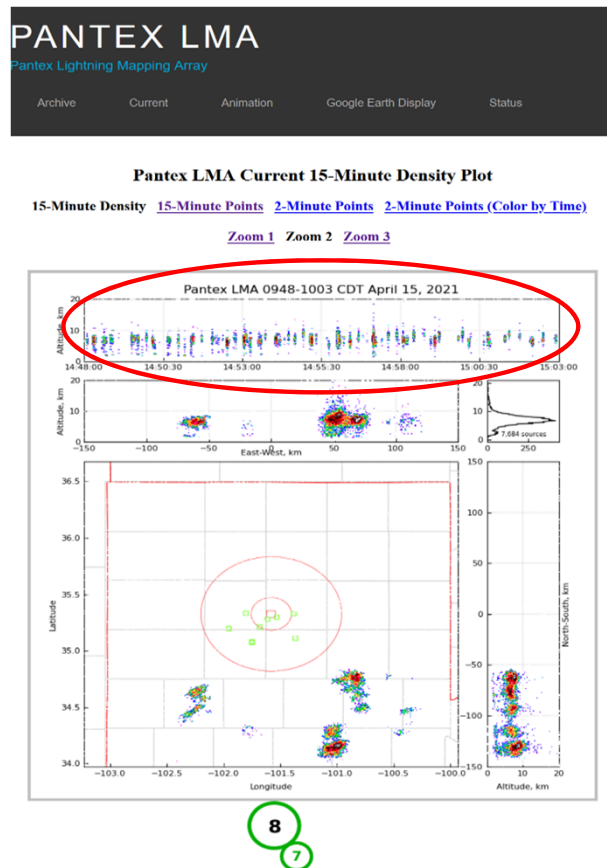 PANTEX LMA
Pantex Lightning Mapping Array
Archive Current Animation Google Earth Display Status
Pantex LMA Current 15-Minute Density Plot
15-Minute Density 15-Minute Points 2-Minute Points 2-Minute Points (Color by Time)
Zoom 1 Zoom 2 Zoom 3
Pantex LMA 0948-1003 CDT April 15, 2021
Altitude, km
20
10
0
14:48:00 14:50:30 14:53:00 14:55:30 14:58:00 15:00:30 15:03:00
Altitude, km
20
10
0
−150 −100 −50 0 50 100 150
East-West, km
20
10
0
7,684 sources
0 250
Latitude
36.5
36.0
35.5
35.0
34.5
34.0
−103.0 −102.5 −102.0 −101.5 −101.0 −100.5 −100.0
Longitude
150
100
50
0
−50
−100
−150
North-South, km
0 10 20
Altitude, km
8
7